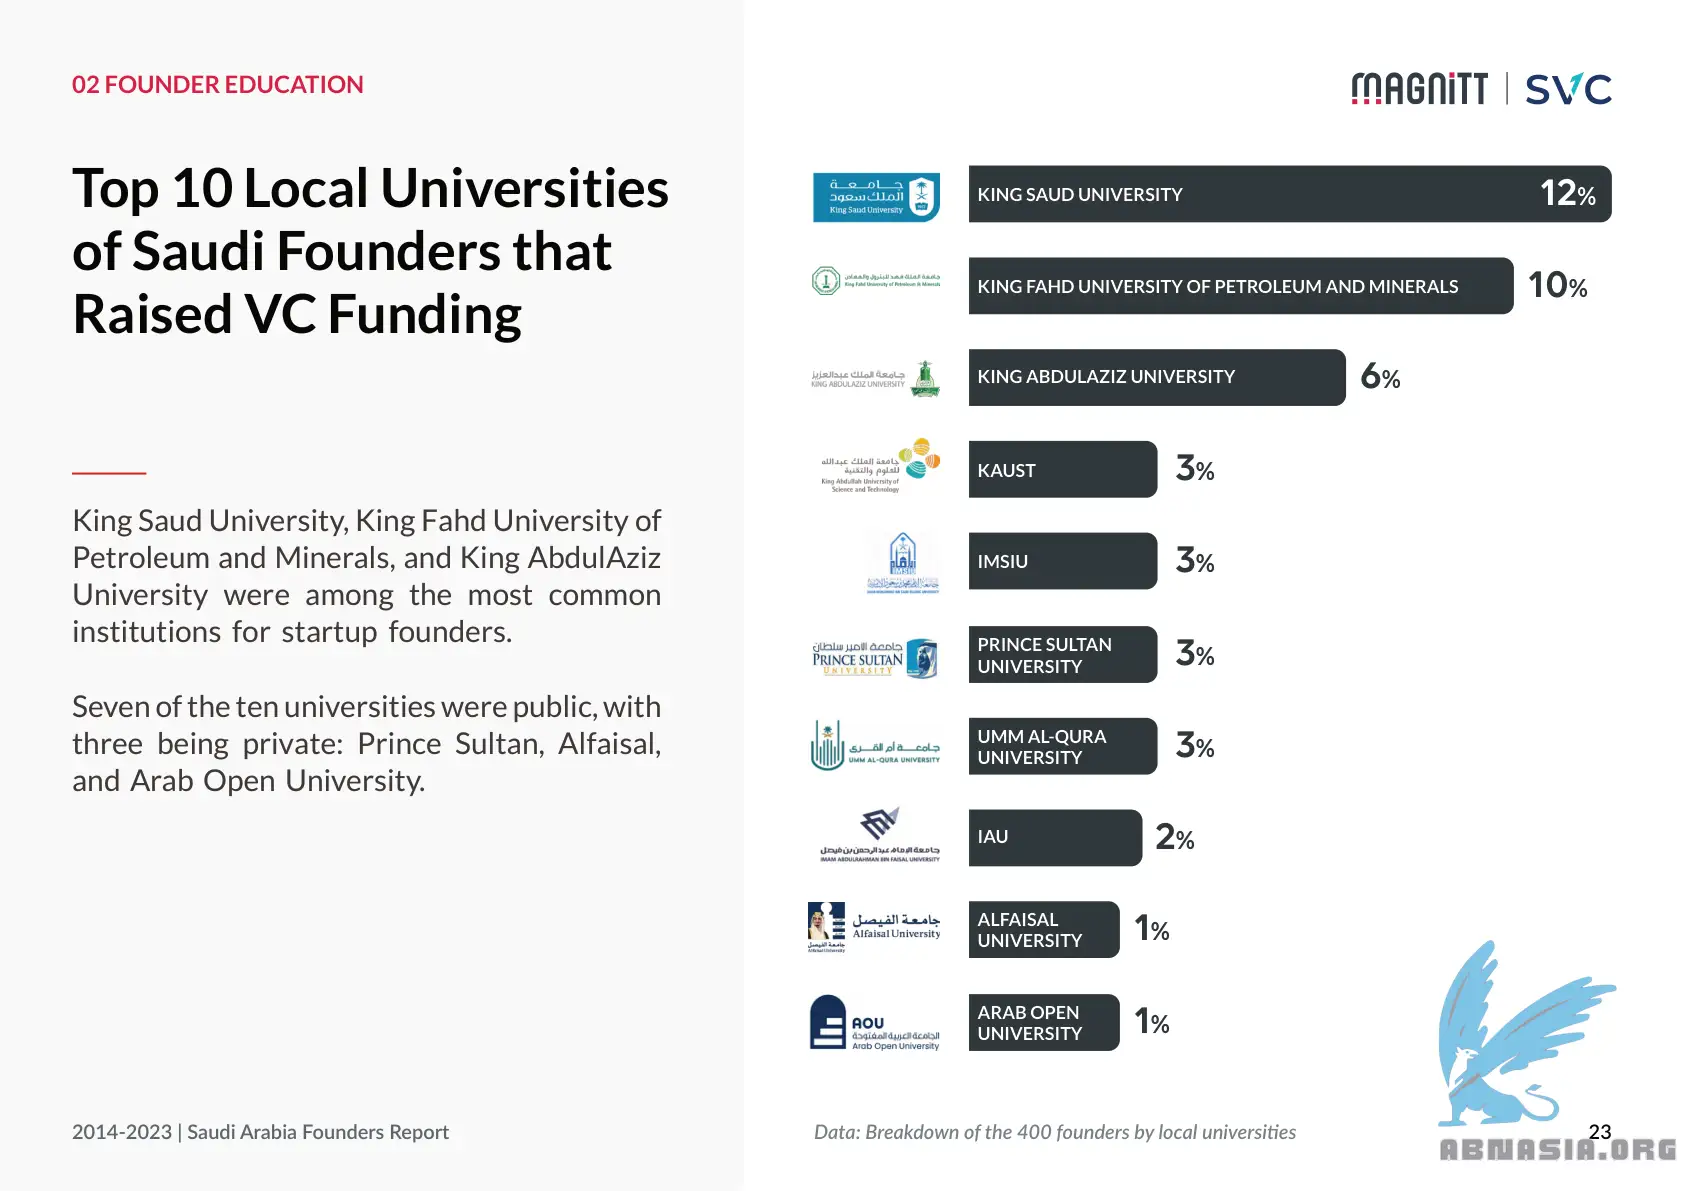 02 FOUNDER EDUCATION
MAGNiTT | SVC
Top 10 Local Universities
of Saudi Founders that
Raised VC Funding
King Saud University, King Fahd University of
Petroleum and Minerals, and King AbdulAziz
University were among the most common
institutions for startup founders.
Seven of the ten universities were public, with
three being private: Prince Sultan, Alfaisal,
and Arab Open University.
جامعة
الملك سعود
King Saud University
KING SAUD UNIVERSITY 12%
جامعة الملك فهد للبترول والمعادن
King Fahd University of Petroleum & Minerals
KING FAHD UNIVERSITY OF PETROLEUM AND MINERALS 10%
جامعة الملك عبدالعزيز
KING ABDULAZIZ UNIVERSITY
KING ABDULAZIZ UNIVERSITY 6%
جامعة الملك عبدالله
للعلوم والتقنية
King Abdullah University of
Science and Technology
KAUST 3%
IMSIU
IMSIU 3%
جامعة الامير سلطان
PRINCE SULTAN
UNIVERSITY
PRINCE SULTAN
UNIVERSITY
3%
جامعة أم القرى
UMM AL-QURA UNIVERSITY
UMM AL-QURA
UNIVERSITY
3%
جامعة الإمام عبد الرحمن بن فيصل
IMAM ABDULRAHMAN BIN FAISAL UNIVERSITY
IAU 2%
جامعة الفيصل
Alfaisal University
جامعة الفيصل
Alfaisal University
ALFAISAL
UNIVERSITY
1%
AOU
الجامعة العربية المفتوحة
Arab Open University
ARAB OPEN
UNIVERSITY
1%
2014-2023 | Saudi Arabia Founders Report
Data: Breakdown of the 400 founders by local universities
23
ABNASIA.ORG